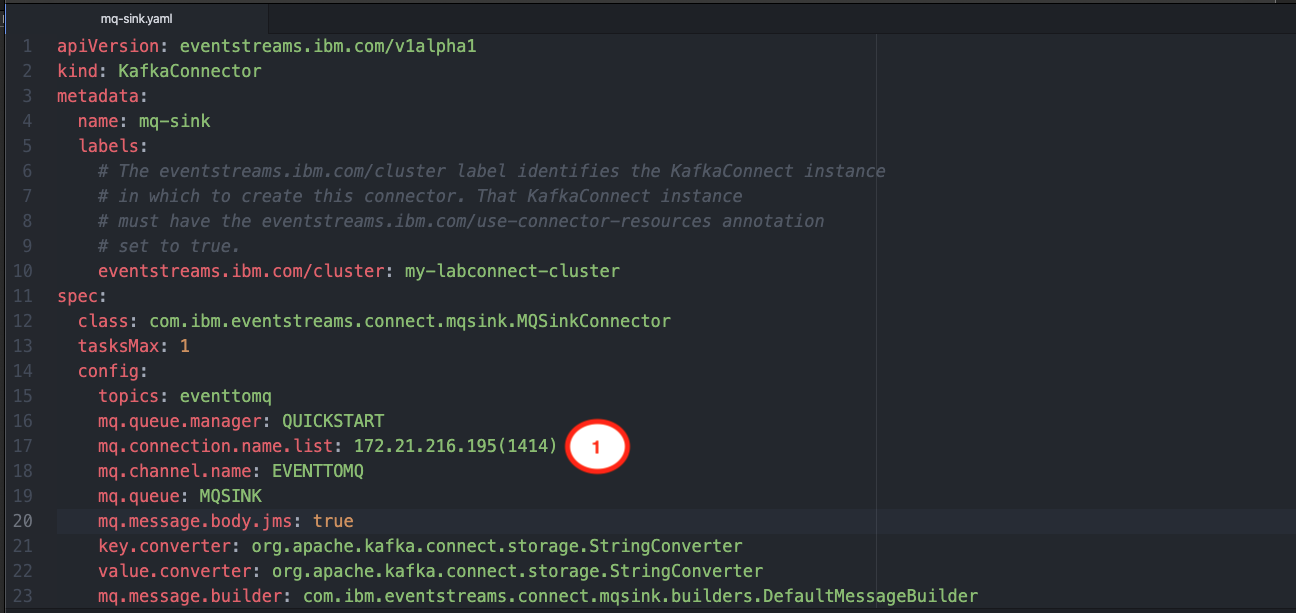 mq-sink.yaml
1 apiVersion: eventstreams.ibm.com/v1alpha1
2 kind: KafkaConnector
3 metadata:
4   name: mq-sink
5   labels:
6     # The eventstreams.ibm.com/cluster label identifies the KafkaConnect instance
7     # in which to create this connector. That KafkaConnect instance
8     # must have the eventstreams.ibm.com/use-connector-resources annotation
9     # set to true.
10     eventstreams.ibm.com/cluster: my-labconnect-cluster
11 spec:
12   class: com.ibm.eventstreams.connect.mqsink.MQSinkConnector
13   tasksMax: 1
14   config:
15     topics: eventtomq
16     mq.queue.manager: QUICKSTART
17     mq.connection.name.list: 172.21.216.195(1414) 1
18     mq.channel.name: EVENTTOMQ
19     mq.queue: MQSINK
20     mq.message.body.jms: true
21     key.converter: org.apache.kafka.connect.storage.StringConverter
22     value.converter: org.apache.kafka.connect.storage.StringConverter
23     mq.message.builder: com.ibm.eventstreams.connect.mqsink.builders.DefaultMessageBuilder